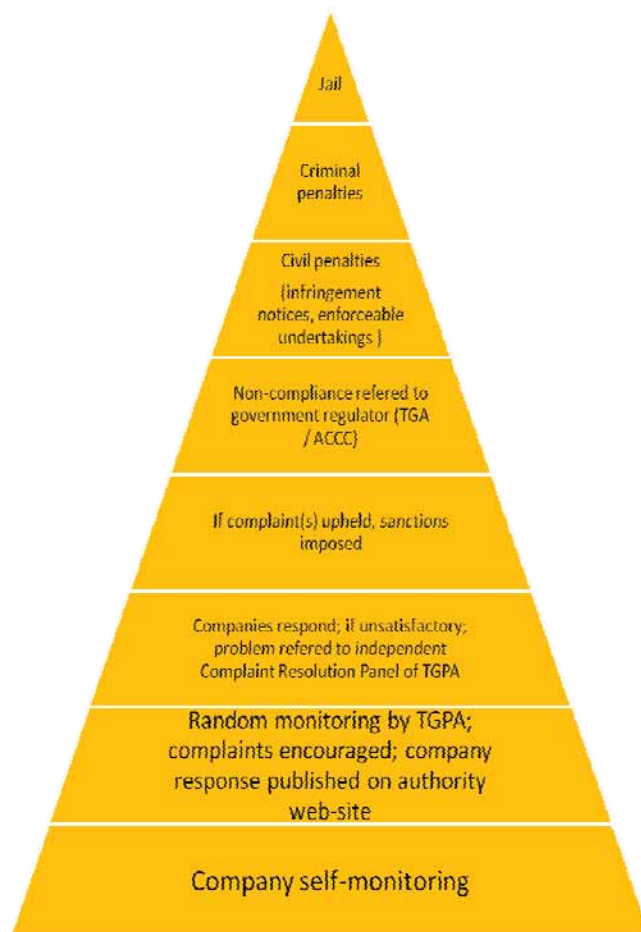 Jail
Criminal
penalties
Civil penalties
(infringement
notices, enforceable
undertakings )
Non-compliance refered to
government regulator (TGA
/ ACCC)
If complaint(s) upheld, sanctions
imposed
Companies respond; if unsatisfactory;
problem refered to independent
Complaint Resolution Panel of TGPA
Random monitoring by TGPA;
complaints encouraged; company
response published on authority
web-site
Company self-monitoring